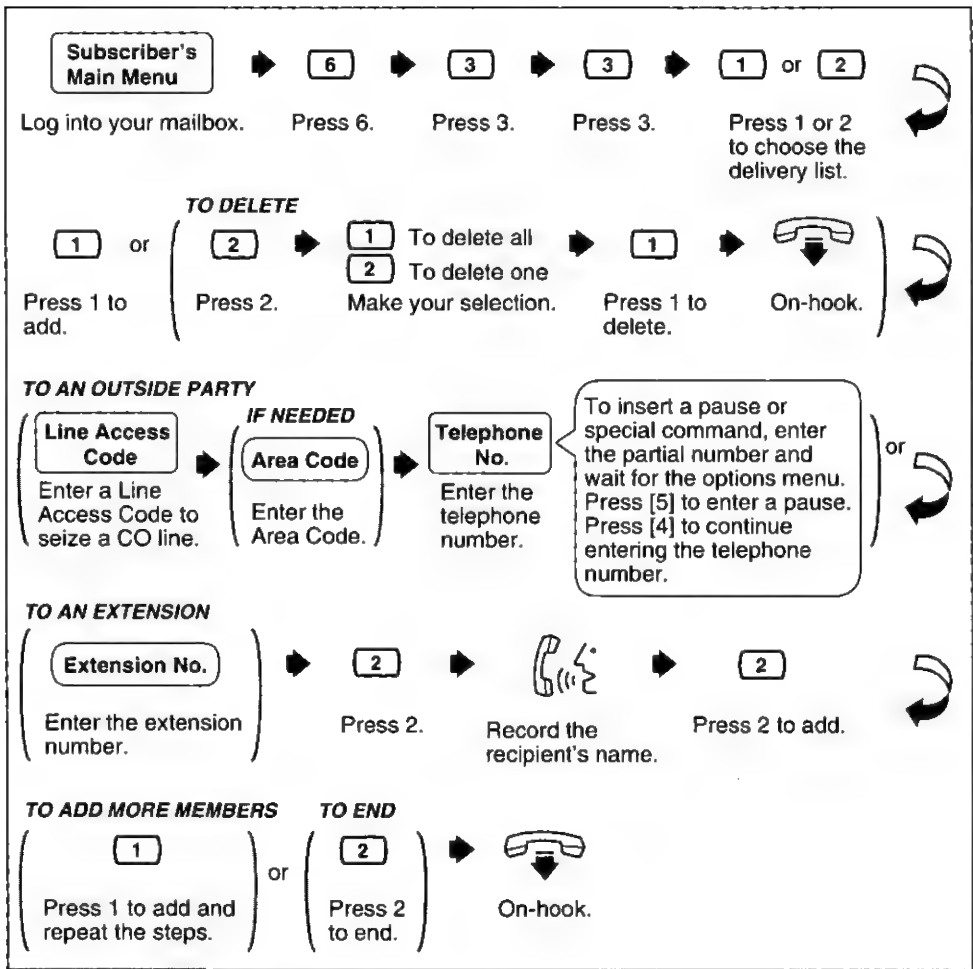 Subscriber's
Main Menu
6
3
3
1 or 2
Log into your mailbox.
Press 6.
Press 3.
Press 3.
Press 1 or 2
to choose the
delivery list.
TO DELETE
1 or
2
1 To delete all
2 To delete one
1
Press 1 to
add.
Press 2.
Make your selection.
Press 1 to
delete.
On-hook.
TO AN OUTSIDE PARTY
Line Access
Code
Enter a Line
Access Code to
seize a CO line.
IF NEEDED
Area Code
Enter the
Area Code.
Telephone
No.
Enter the
telephone
number.
To insert a pause or
special command, enter
the partial number and
wait for the options menu.
Press [5] to enter a pause.
Press [4] to continue
entering the telephone
number.
or
TO AN EXTENSION
Extension No.
Enter the extension
number.
2
Press 2.
Record the
recipient's name.
2
Press 2 to add.
TO ADD MORE MEMBERS
1
Press 1 to add and
repeat the steps.
or
TO END
2
Press 2
to end.
On-hook.